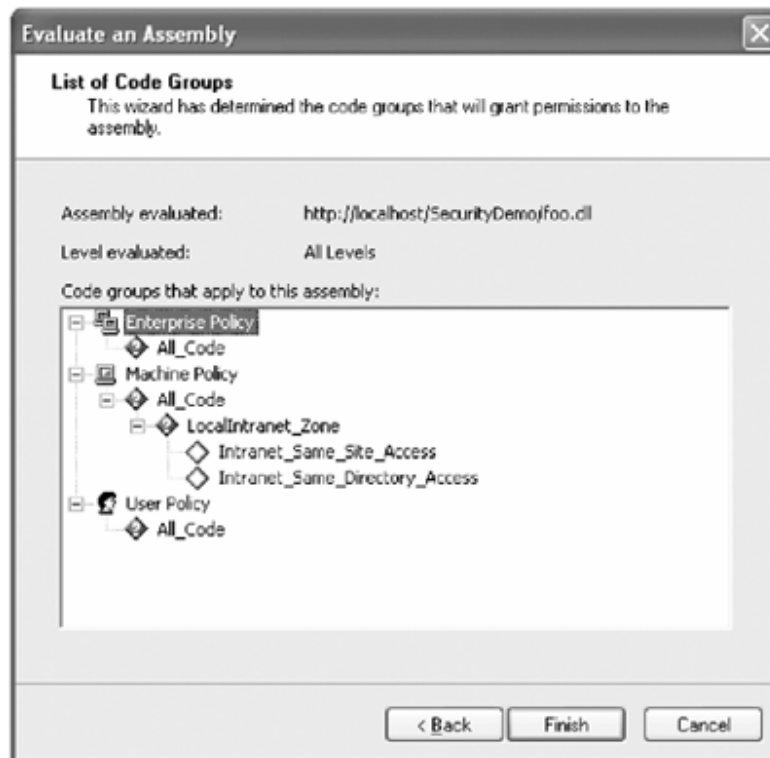 Evaluate an Assembly
List of Code Groups
This wizard has determined the code groups that will grant permissions to the
assembly.
Assembly evaluated: http://localhost/SecurityDemo/foo.dll
Level evaluated: All Levels
Code groups that apply to this assembly:
Enterprise Policy
All_Code
Machine Policy
All_Code
LocalIntranet_Zone
Intranet_Same_Site_Access
Intranet_Same_Directory_Access
User Policy
All_Code
< Back Finish Cancel